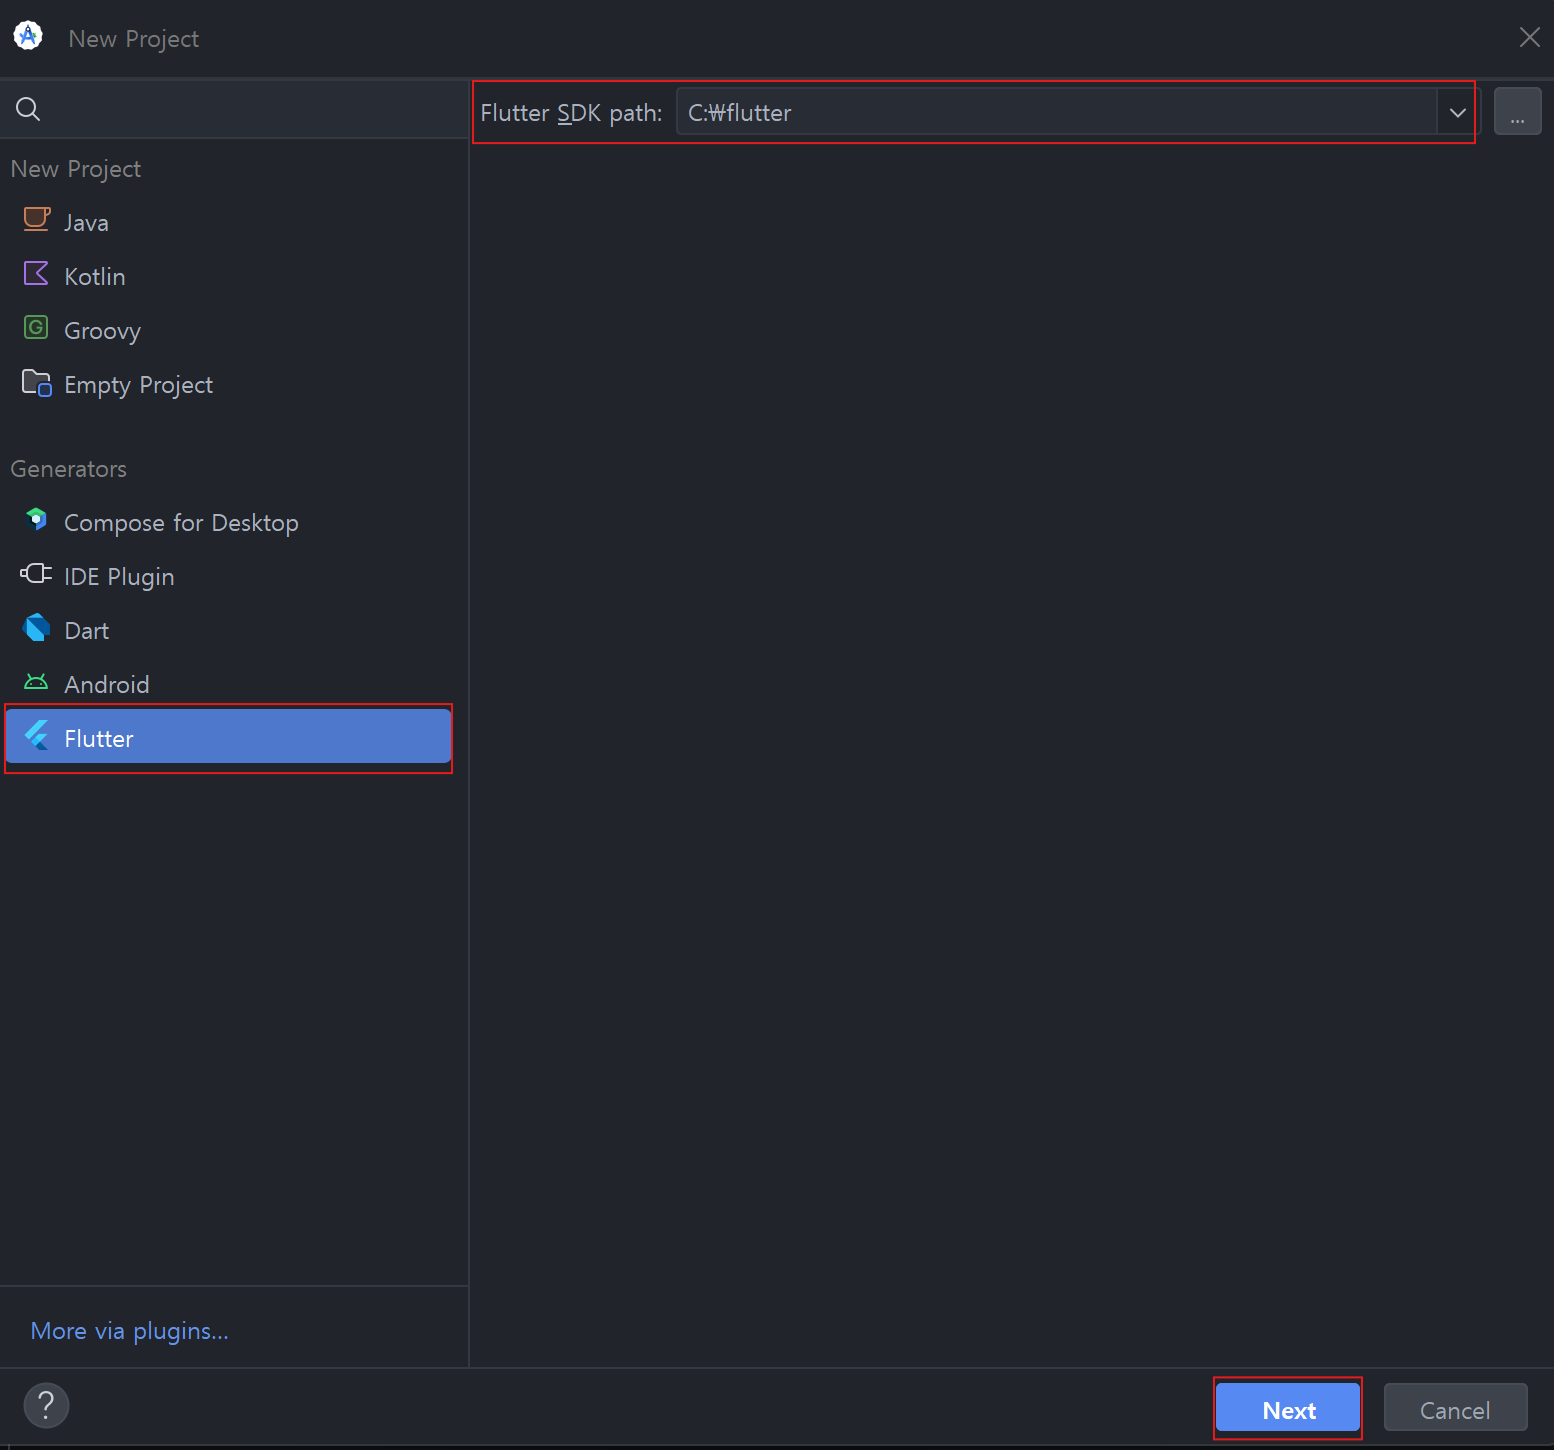 New Project
Flutter SDK path: C:₩flutter
...
New Project
Java
Kotlin
G Groovy
Empty Project
Generators
Compose for Desktop
IDE Plugin
Dart
Android
Flutter
More via plugins...
?
Next
Cancel